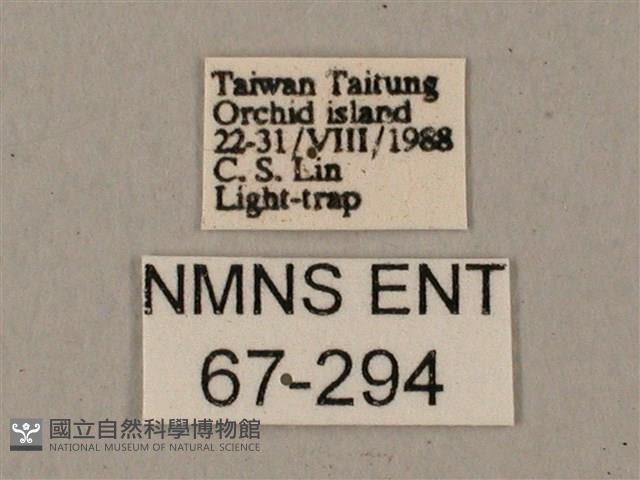 Taiwan Taitung
Orchid island
22-31/VIII/1988
C. S. Lin
Light-trap
NMNS ENT
67-294
國立自然科學博物館
NATIONAL MUSEUM OF NATURAL SCIENCE